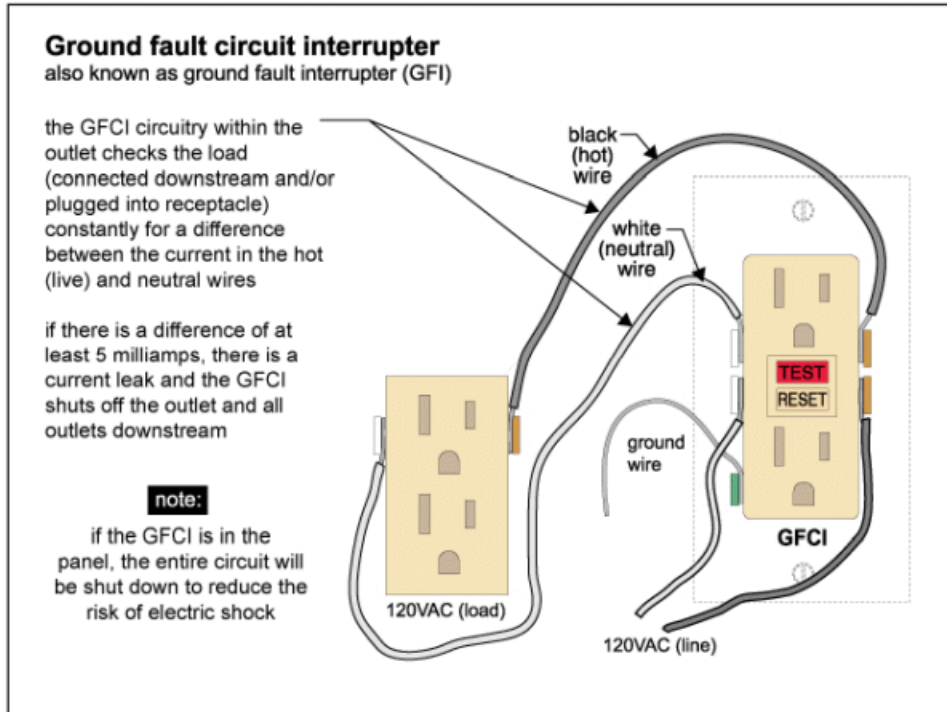 Ground fault circuit interrupter
also known as ground fault interrupter (GFI)
the GFCI circuitry within the
outlet checks the load
(connected downstream and/or
plugged into receptacle)
constantly for a difference
between the current in the hot
(live) and neutral wires
if there is a difference of at
least 5 milliamps, there is a
current leak and the GFCI
shuts off the outlet and all
outlets downstream
note:
if the GFCI is in the
panel, the entire circuit will
be shut down to reduce the
risk of electric shock
black
(hot)
wire
white
(neutral)
wire
TEST
RESET
ground
wire
GFCI
120VAC (load)
120VAC (line)